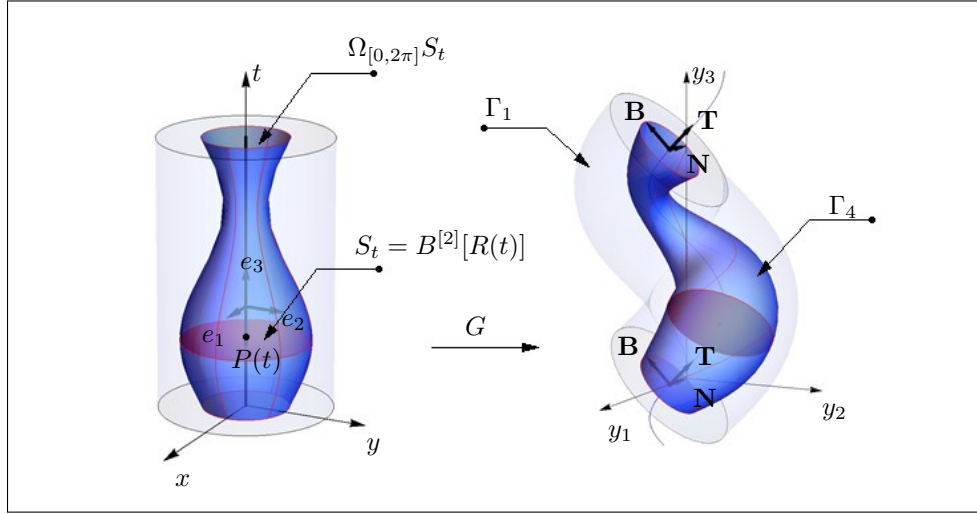 Ω_{[0,2π]}S_t
t
S_t = B^{[2]}[R(t)]
e_3
e_2
e_1
P(t)
x
y
G
y_3
Γ_1
B
T
N
Γ_4
B
T
N
y_1
y_2